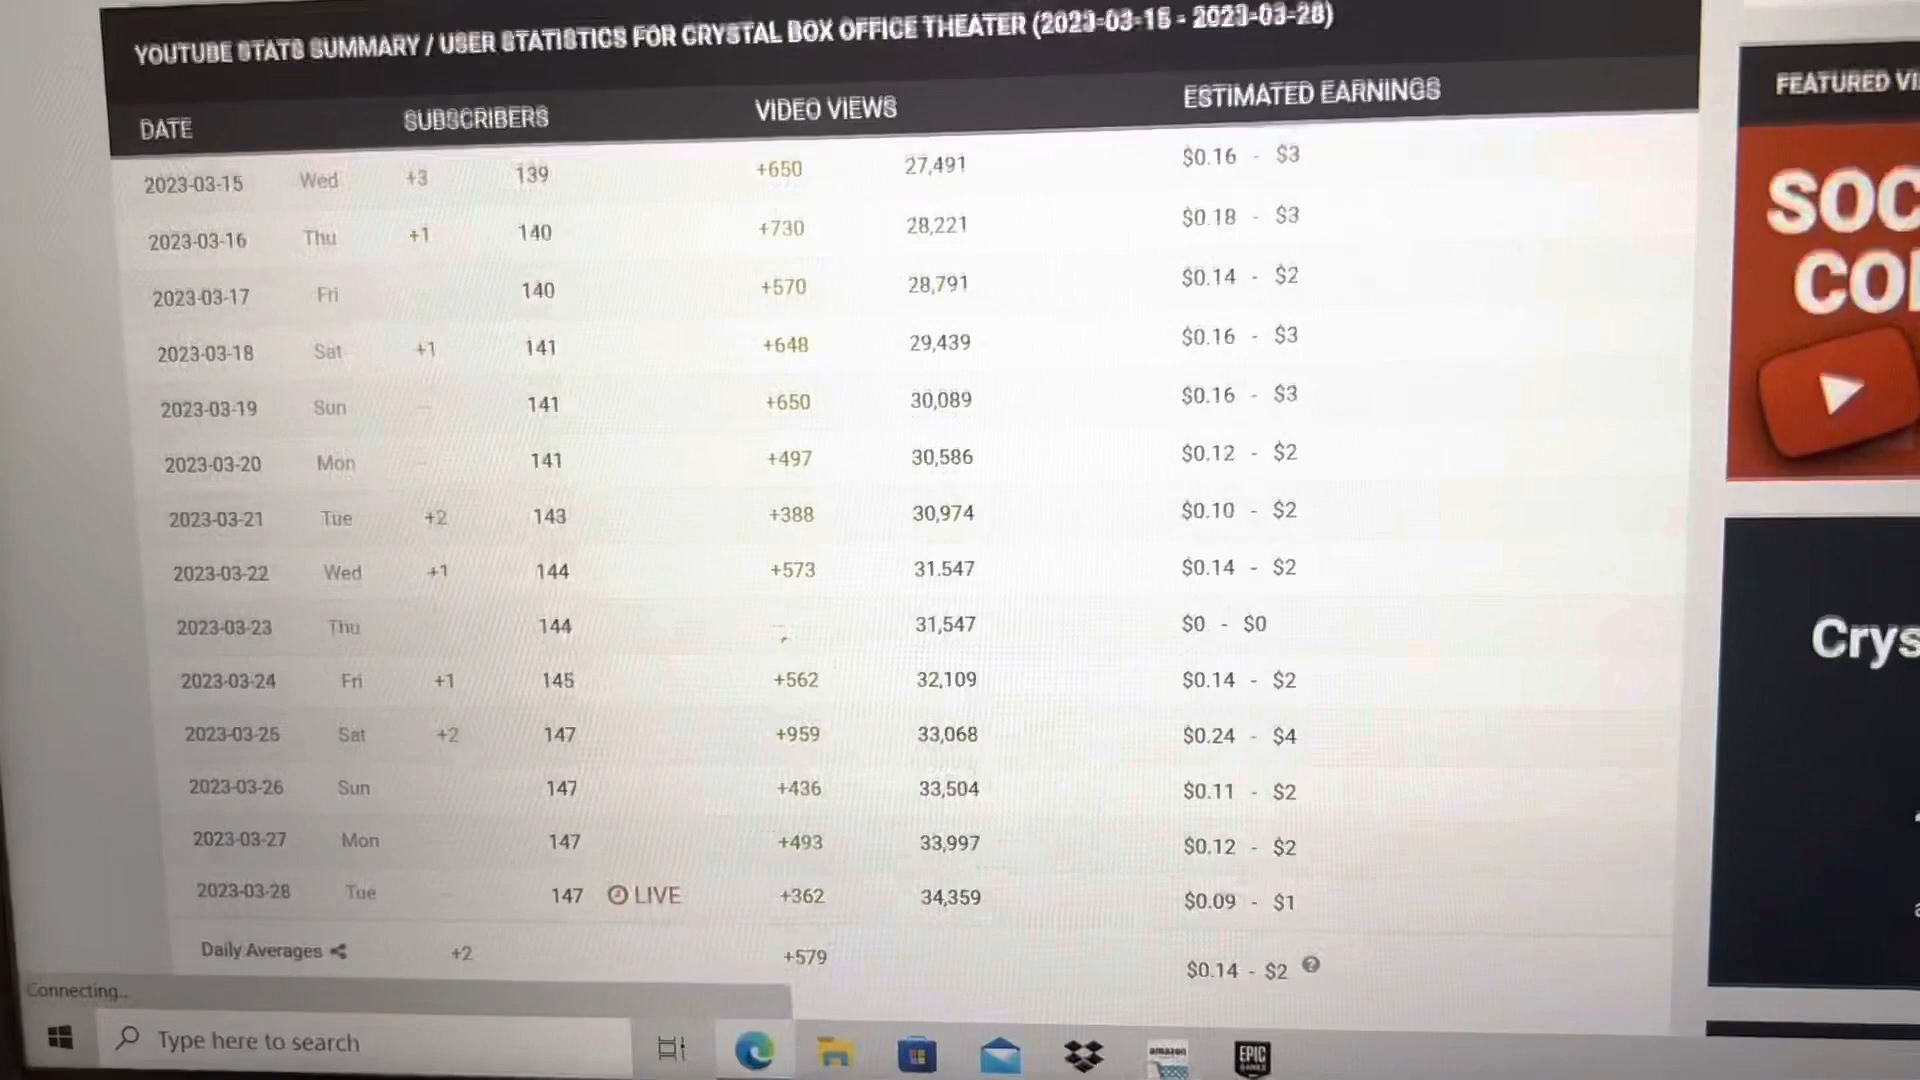 YOUTUBE STATS SUMMARY / USER STATISTICS FOR CRYSTAL BOX OFFICE THEATER (2023-03-15 - 2023-03-28)
DATE SUBSCRIBERS VIDEO VIEWS ESTIMATED EARNINGS
2023-03-15 Wed +3 139 +650 27,491 $0.16 - $3
2023-03-16 Thu +1 140 +730 28,221 $0.18 - $3
2023-03-17 Fri 140 +570 28,791 $0.14 - $2
2023-03-18 Sat +1 141 +648 29,439 $0.16 - $3
2023-03-19 Sun -- 141 +650 30,089 $0.16 - $3
2023-03-20 Mon -- 141 +497 30,586 $0.12 - $2
2023-03-21 Tue +2 143 +388 30,974 $0.10 - $2
2023-03-22 Wed +1 144 +573 31.547 $0.14 - $2
2023-03-23 Thu 144 31,547 $0 - $0
2023-03-24 Fri +1 145 +562 32,109 $0.14 - $2
2023-03-25 Sat +2 147 +959 33,068 $0.24 - $4
2023-03-26 Sun 147 +436 33,504 $0.11 - $2
2023-03-27 Mon 147 +493 33,997 $0.12 - $2
2023-03-28 Tue 147 LIVE +362 34,359 $0.09 - $1
Daily Averages +2 +579 $0.14 - $2 ?
Connecting...
Type here to search
amazon
EPIC
GAMES
FEATURED VI
SOC
CO
Crys